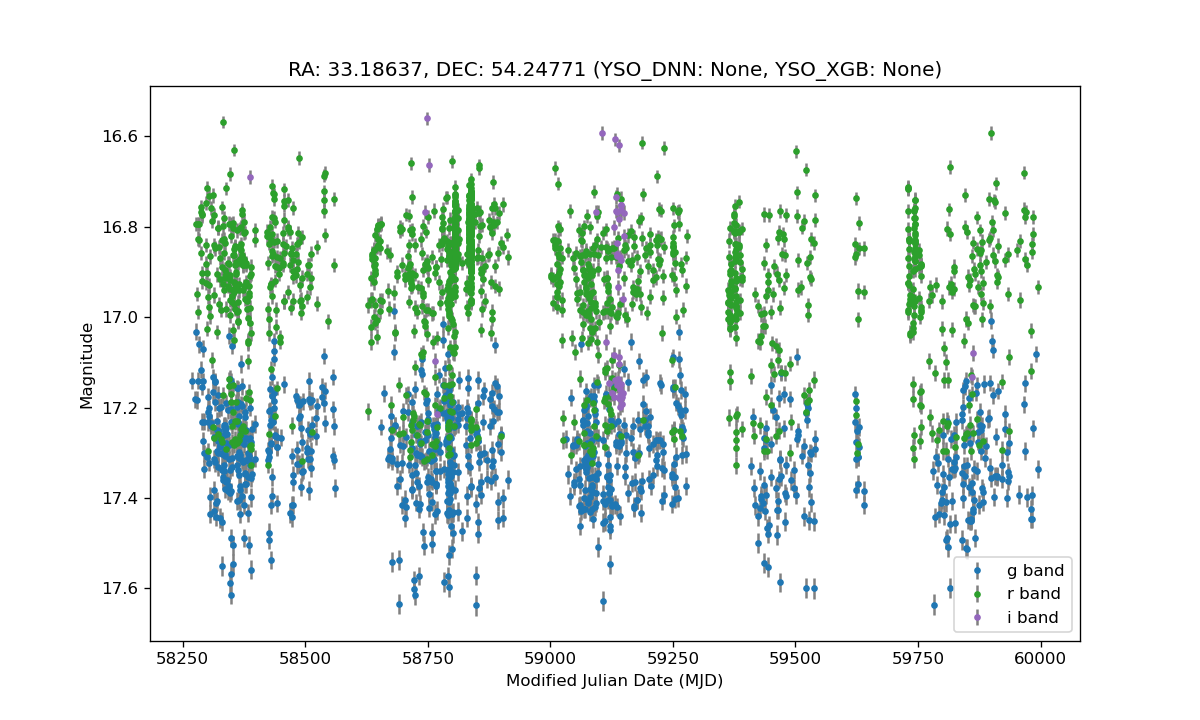 RA: 33.18637, DEC: 54.24771 (YSO_DNN: None, YSO_XGB: None)
Magnitude
16.6
16.8
17.0
17.2
17.4
17.6
g band
r band
i band
58250 58500 58750 59000 59250 59500 59750 60000
Modified Julian Date (MJD)